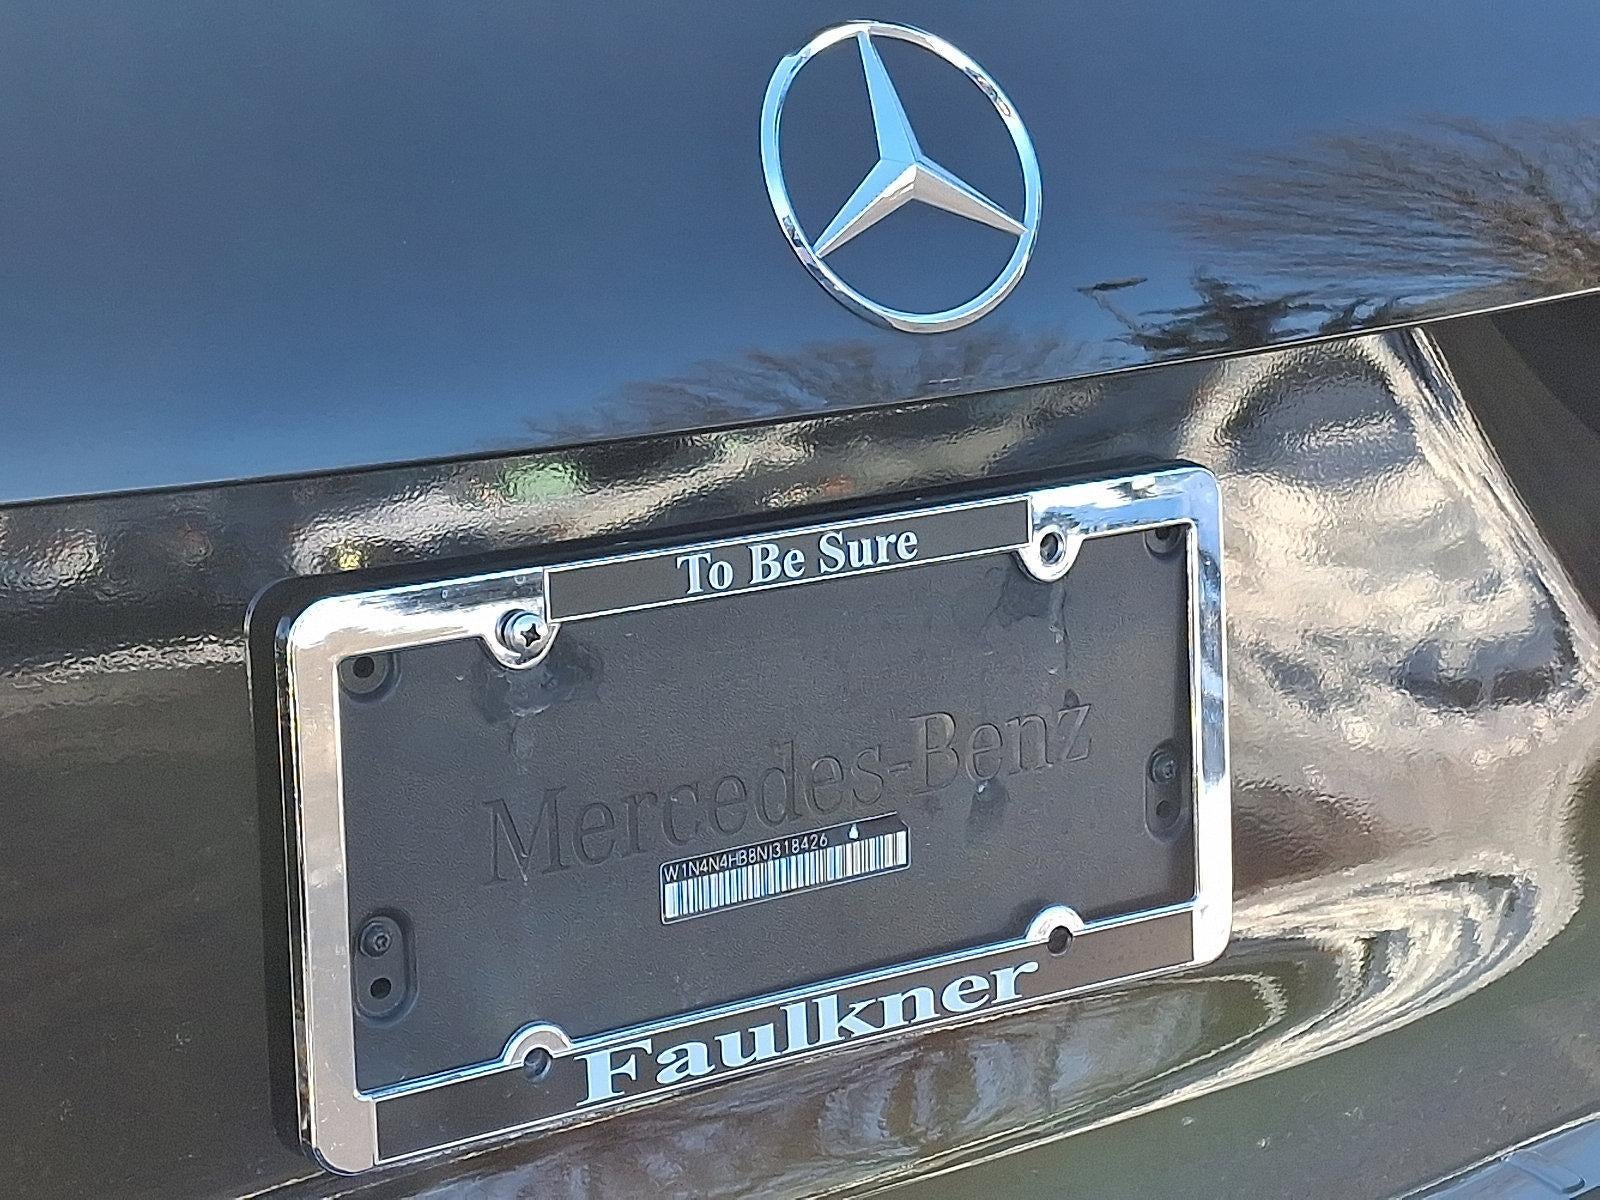 To Be Sure
Mercedes-Benz
W1N4N4HB8NJ318426
Faulkner